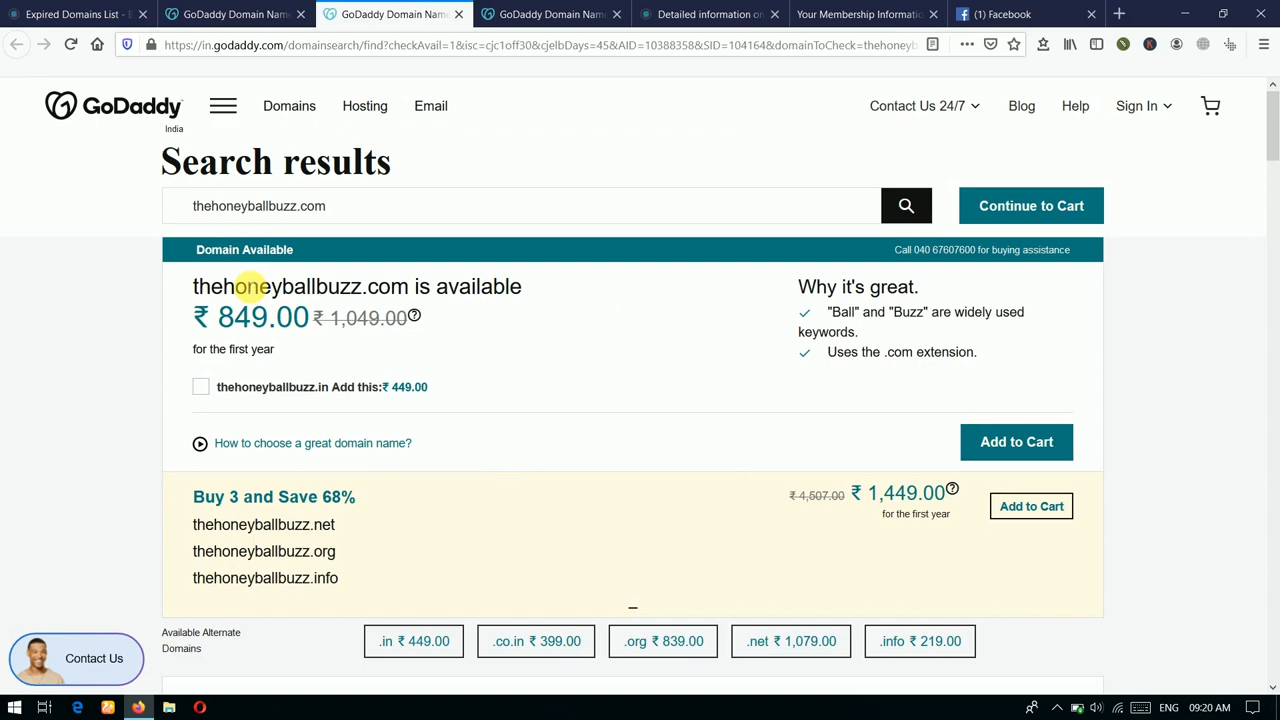 Expired Domains List - E
GoDaddy Domain Name
GoDaddy Domain Name
GoDaddy Domain Name
Detailed information o
Your Membership Informatio
(1) Facebook
https://in.godaddy.com/domainsearch/find?checkAvail=1&isc=cjc1off30&cjelbdays=45&AID=10388358&SID=104164&domainToCheck=thehoneyb
GoDaddy
India
Domains
Hosting
Email
Contact Us 24/7
Blog
Help
Sign In
Search results
thehoneyballbuzz.com
Continue to Cart
Domain Available
Call 040 67607600 for buying assistance
thehoneyballbuzz.com is available
₹ 849.00 ₹ 1,049.00 ?
for the first year
Why it's great.
"Ball" and "Buzz" are widely used
keywords.
Uses the .com extension.
thehoneyballbuzz.in Add this:₹ 449.00
How to choose a great domain name?
Add to Cart
Buy 3 and Save 68%
₹ 4,507.00 ₹ 1,449.00 ?
for the first year
Add to Cart
thehoneyballbuzz.net
thehoneyballbuzz.org
thehoneyballbuzz.info
Available Alternate
Domains
.in ₹ 449.00
.co.in ₹ 399.00
.org ₹ 839.00
.net ₹ 1,079.00
.info ₹ 219.00
Contact Us
ENG
09:20 AM